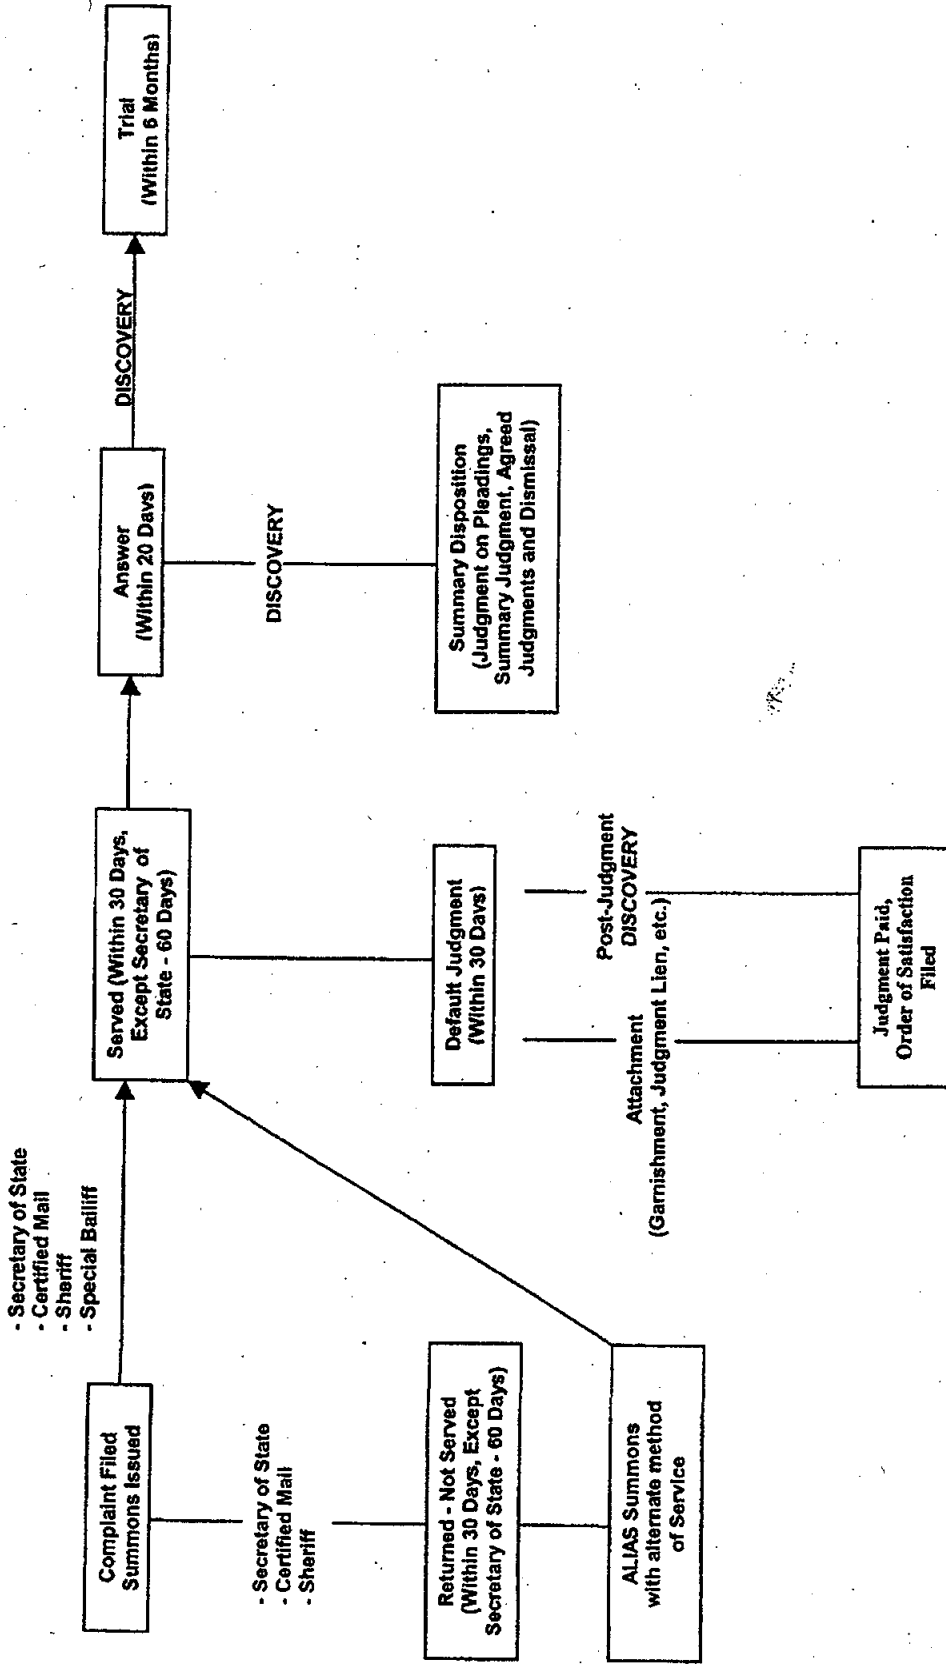 - Secretary of State
- Certified Mail
- Sheriff
- Special Bailiff
Complaint Filed
Summons Issued
Served (Within 30 Days,
Except Secretary of
State - 60 Days)
Answer
(Within 20 Days)
DISCOVERY
Trial
(Within 6 Months)
- Secretary of State
- Certified Mail
- Sheriff
DISCOVERY
Returned - Not Served
(Within 30 Days, Except
Secretary of State - 60 Days)
Default Judgment
(Within 30 Days)
Summary Disposition
(Judgment on Pleadings,
Summary Judgment, Agreed
Judgments and Dismissal)
ALIAS Summons
with alternate method
of Service
Attachment
(Garnishment, Judgment Lien, etc.)
Post-Judgment
DISCOVERY
Judgment Paid,
Order of Satisfaction
Filed